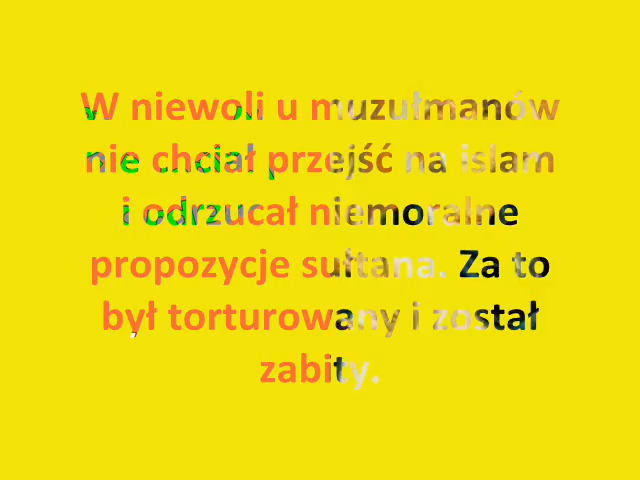 W niewoli u muzułmanów
nie chciał przejść na islam
i odrzucał niemoralne
propozycje sułtana. Za to
był torturowany i został
zabity.